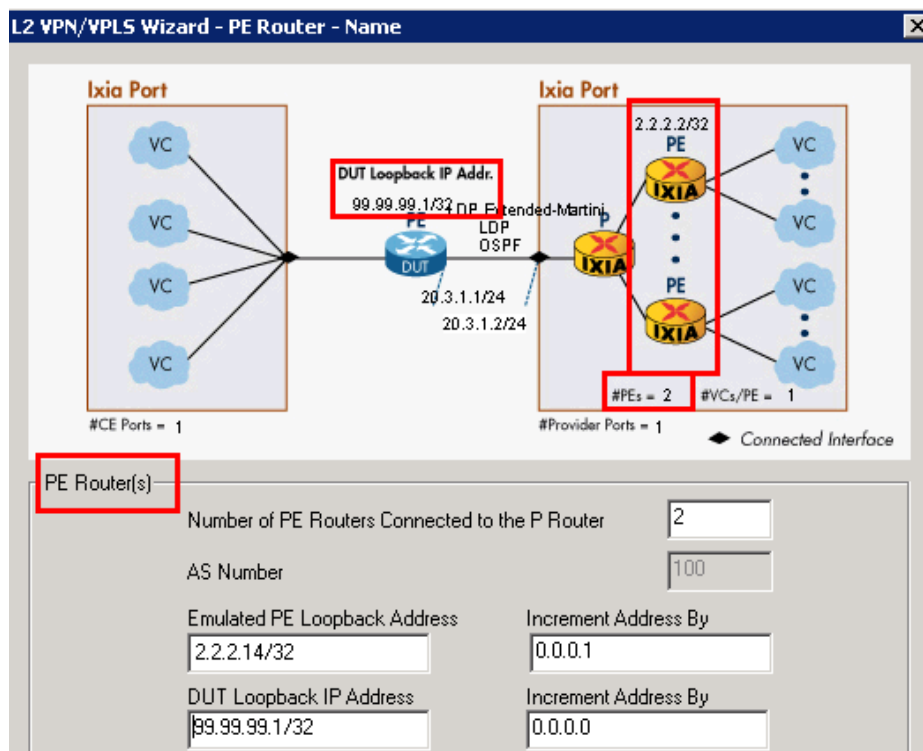 L2 VPN/VPLS Wizard - PE Router - Name
Ixia Port
Ixia Port
VC
VC
VC
VC
DUT Loopback IP Addr.
99.99.99.1/32
LDP Extended-Martini
LDP
OSPF
PE
DUT
20.3.1.1/24
20.3.1.2/24
P
IXIA
2.2.2.2/32
PE
IXIA
PE
IXIA
VC
VC
VC
VC
#CE Ports = 1
#PEs = 2
#VCs/PE = 1
#Provider Ports = 1
Connected Interface
PE Router(s)
Number of PE Routers Connected to the P Router 2
AS Number 100
Emulated PE Loopback Address Increment Address By
2.2.2.14/32 0.0.0.1
DUT Loopback IP Address Increment Address By
99.99.99.1/32 0.0.0.0